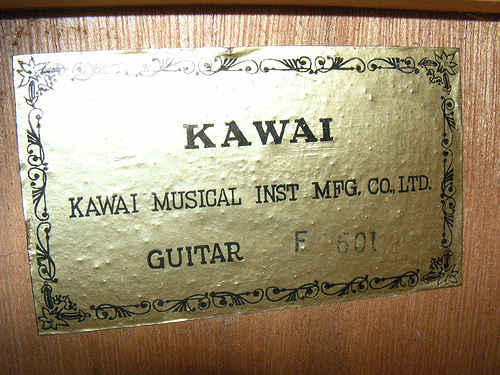 KAWAI
KAWAI MUSICAL INST MFG. CO., LTD.
GUITAR F 601